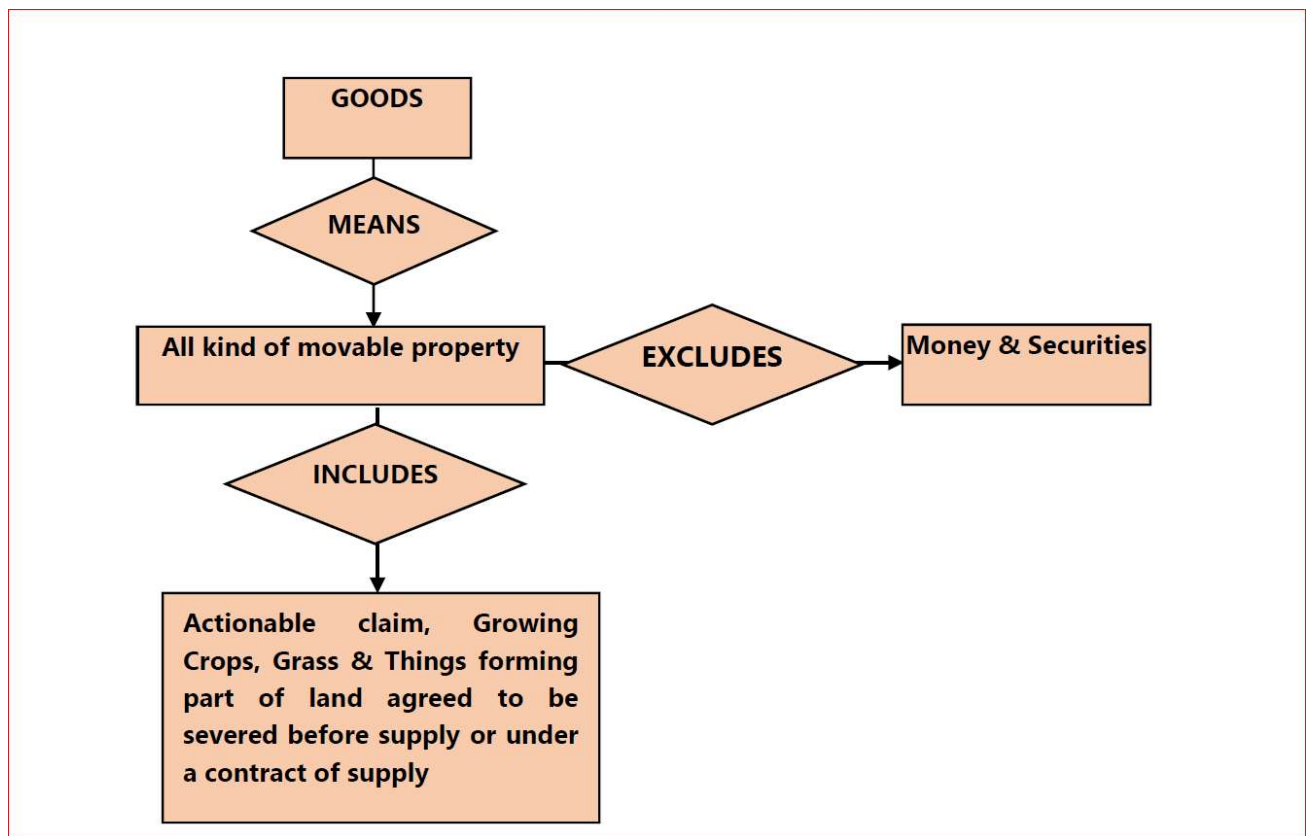 GOODS
MEANS
All kind of movable property
EXCLUDES
Money & Securities
INCLUDES
Actionable claim, Growing
Crops, Grass & Things forming
part of land agreed to be
severed before supply or under
a contract of supply